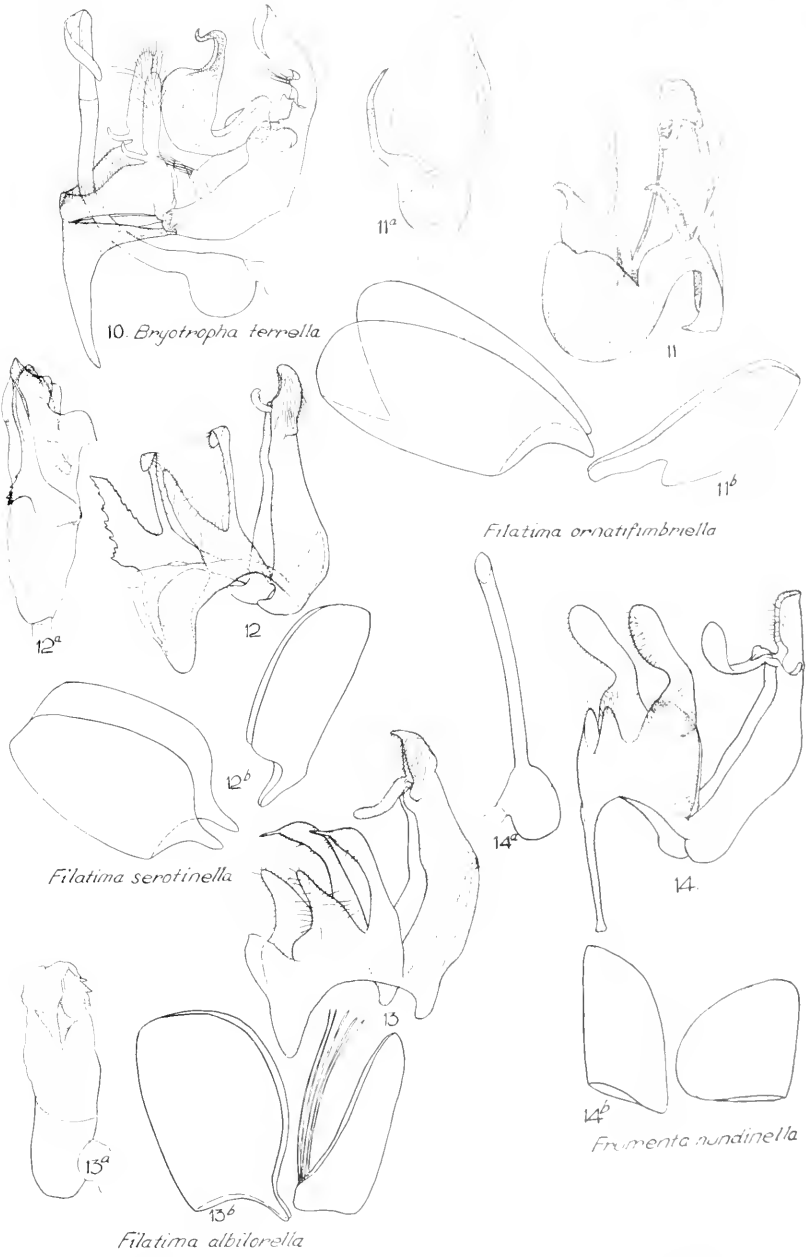 10. Bryotropha terrella
11ᵃ
11
11ᵇ
Filatima ornatifimbriella
12ᵃ
12
12ᵇ
Filatima serotinella
13
14ᵃ
14.
13ᵃ
13ᵇ
Filatima albilorella
14ᵇ
Frumenta nundinella